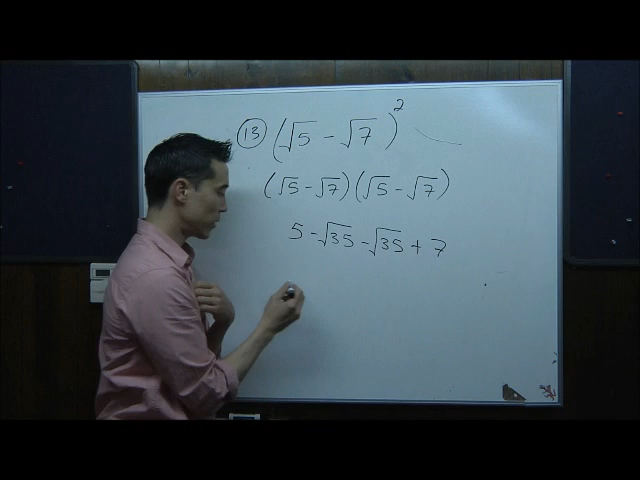 13 (√5 - √7)²
(√5 - √7)(√5 - √7)
5 - √35 - √35 + 7